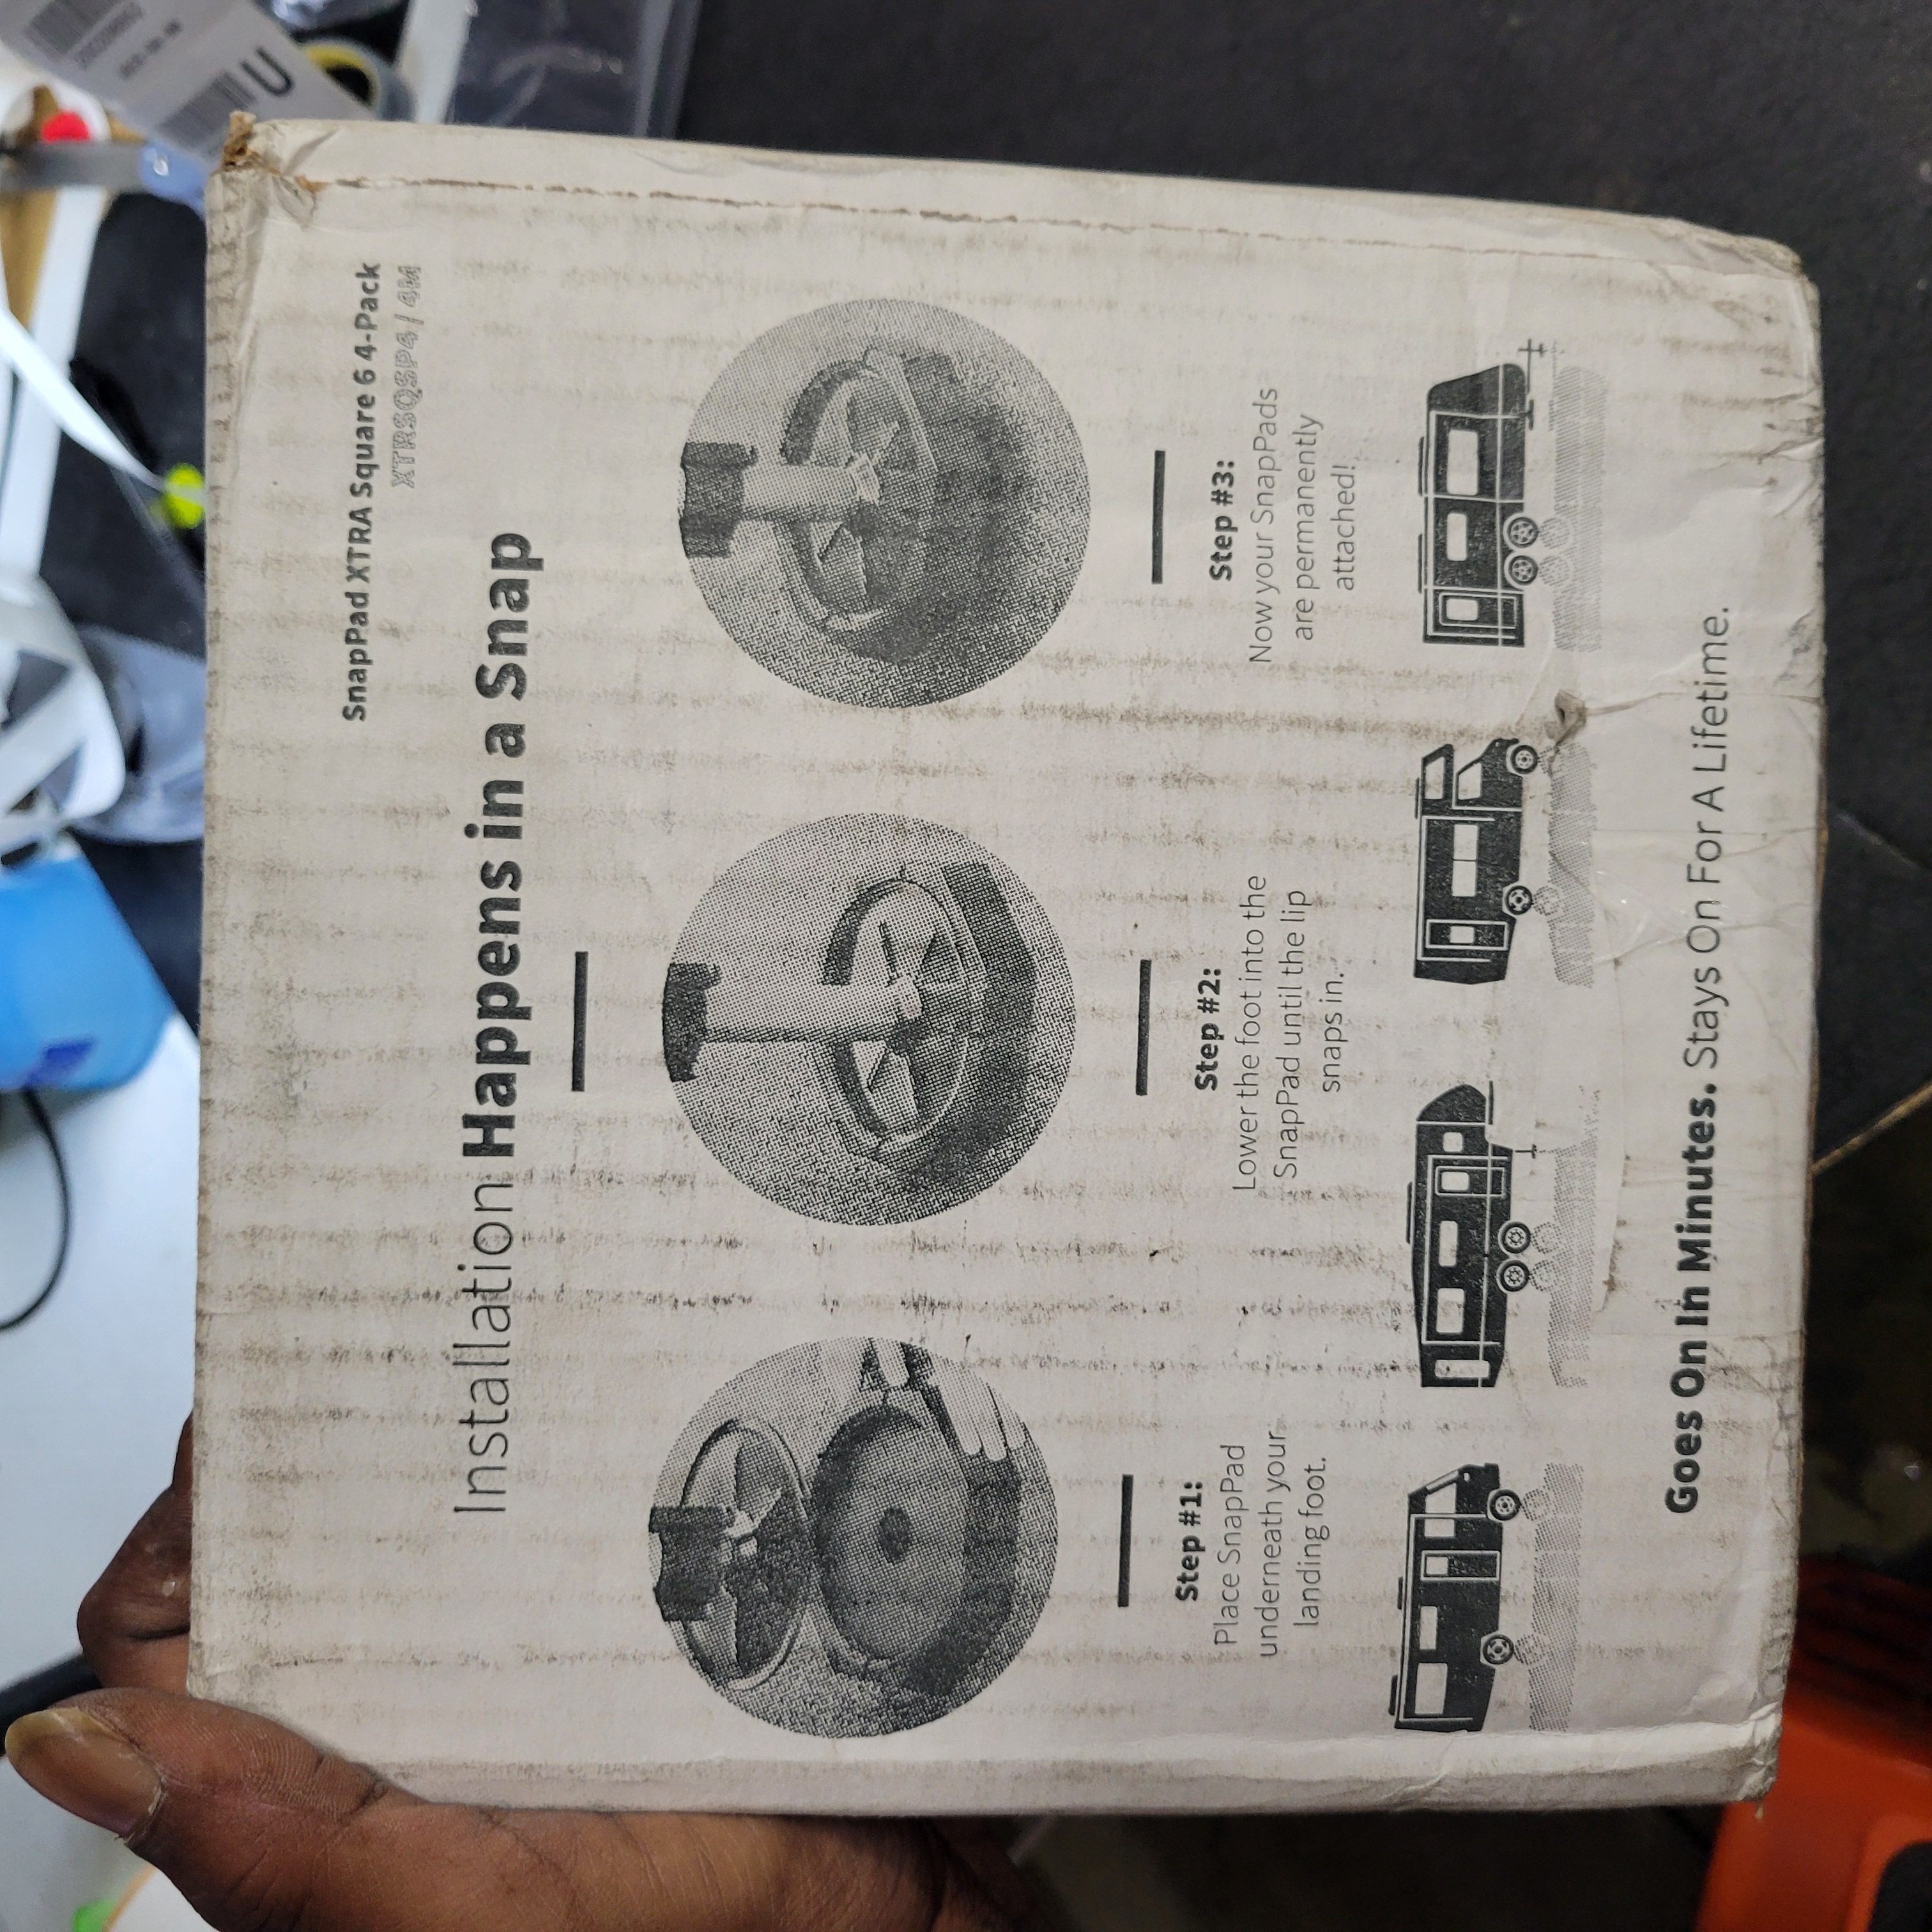 SnapPad XTRA Square 6 4-Pack
XTRSQSP4 / 4M
Installation Happens in a Snap
Step #1:
Place SnapPad
underneath your
landing foot.
Step #2:
Lower the foot into the
SnapPad until the lip
snaps in.
Step #3:
Now your SnapPads
are permanently
attached!
Goes On In Minutes. Stays On For A Lifetime.
U